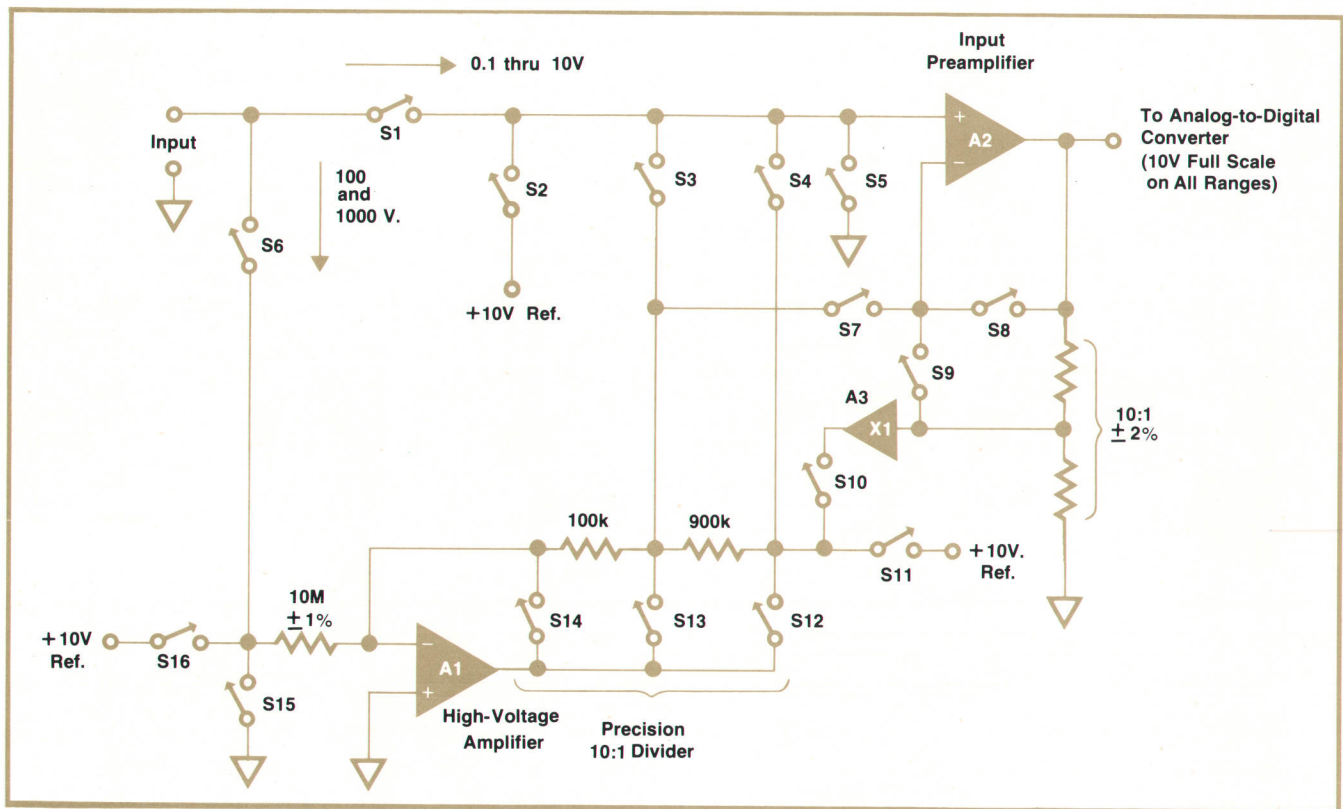 0.1 thru 10V
Input
Preamplifier
S1
+
A2
−
To Analog-to-Digital
Converter
(10V Full Scale
on All Ranges)
Input
100
and
1000 V.
S2
S3
S4
S5
S6
+10V Ref.
S7
S8
S9
A3
X1
10:1
± 2%
S10
100k
900k
S11
+10V.
Ref.
10M
± 1%
S14
S13
S12
+10V
Ref.
S16
−
A1
+
S15
High-Voltage
Amplifier
Precision
10:1 Divider